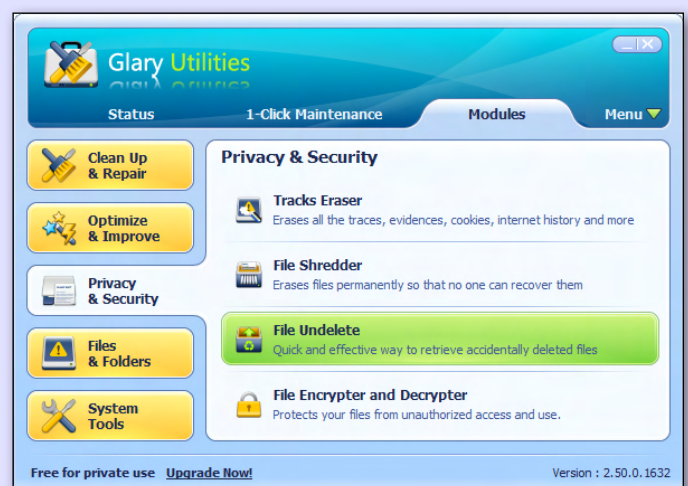 Glary Utilities
Status
1-Click Maintenance
Modules
Menu
Clean Up
& Repair
Optimize
& Improve
Privacy
& Security
Files
& Folders
System
Tools
Privacy & Security
Tracks Eraser
Erases all the traces, evidences, cookies, internet history and more
File Shredder
Erases files permanently so that no one can recover them
File Undelete
Quick and effective way to retrieve accidentally deleted files
File Encrypter and Decrypter
Protects your files from unauthorized access and use.
Free for private use Upgrade Now!
Version : 2.50.0.1632